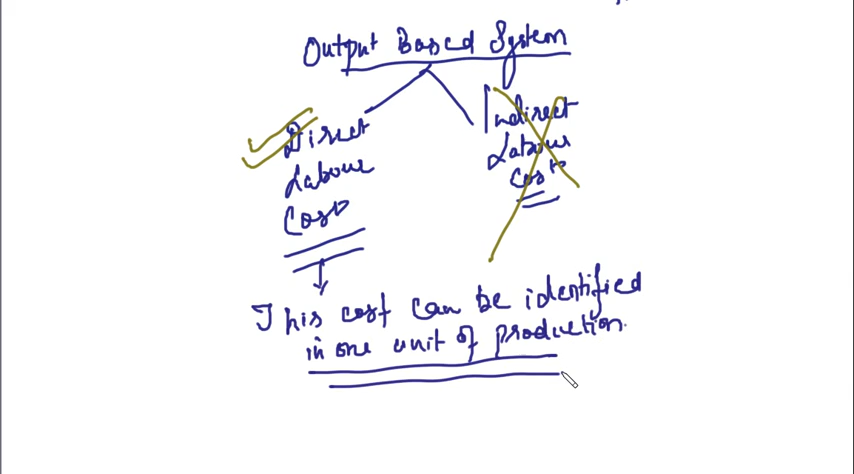 Output Based System
Direct
Labour
Cost
Indirect
Labour
Cost
This cost can be identified
in one unit of production.